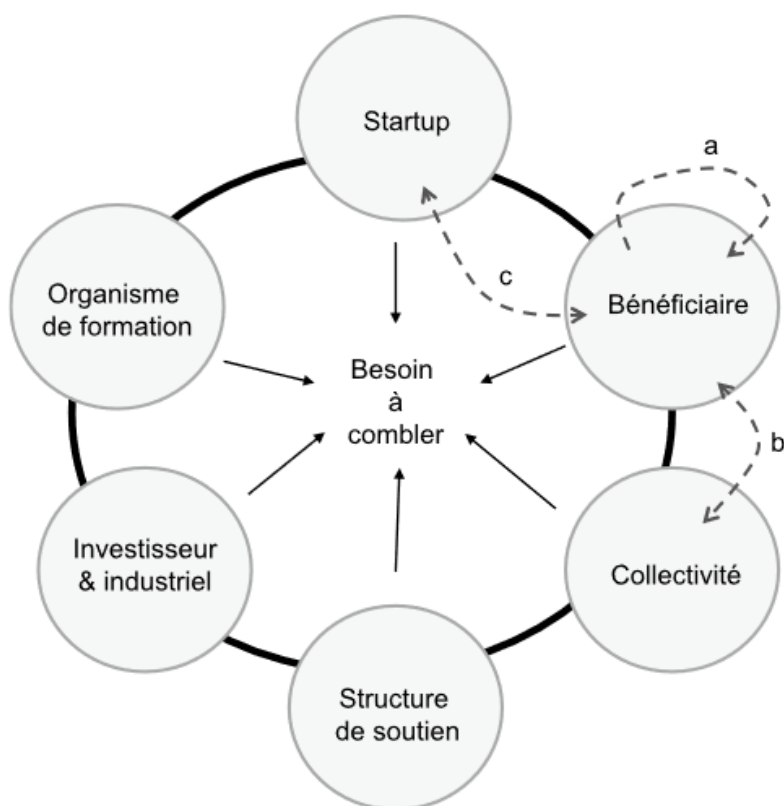 Startup
a
Organisme
de formation
c
Bénéficiaire
Besoin
à
combler
b
Investisseur
& industriel
Collectivité
Structure
de soutien